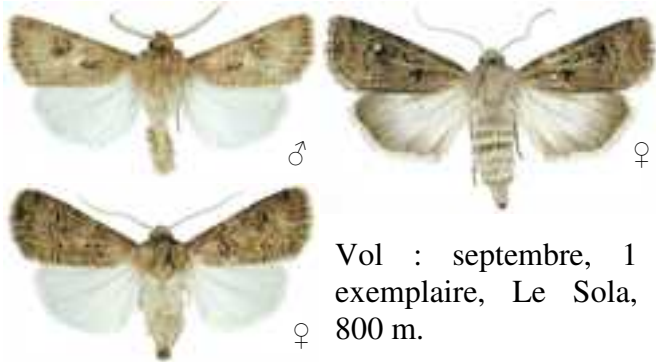 ♂
♀
♀
Vol : septembre, 1
exemplaire, Le Sola,
800 m.